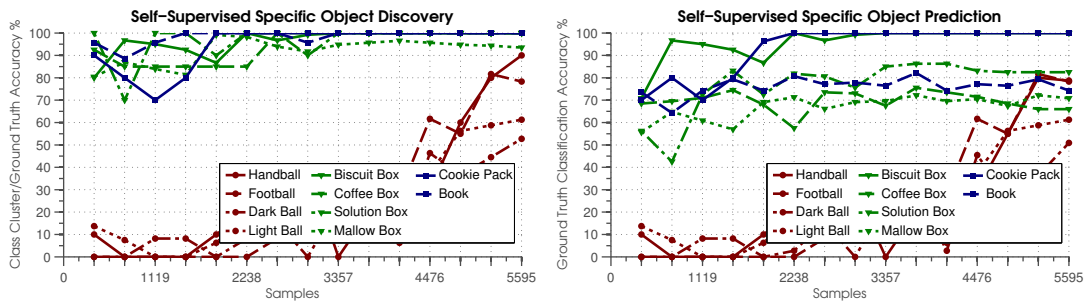 Self-Supervised Specific Object Discovery
Class Cluster/Ground Truth Accuracy %
100
90
80
70
60
50
40
30
20
10
0
Handball
Football
Dark Ball
Light Ball
Biscuit Box
Coffee Box
Solution Box
Mallow Box
Cookie Pack
Book
0 1119 2238 3357 4476 5595
Samples
Self-Supervised Specific Object Prediction
Ground Truth Classification Accuracy %
100
90
80
70
60
50
40
30
20
10
0
Handball
Football
Dark Ball
Light Ball
Biscuit Box
Coffee Box
Solution Box
Mallow Box
Cookie Pack
Book
0 1119 2238 3357 4476 5595
Samples